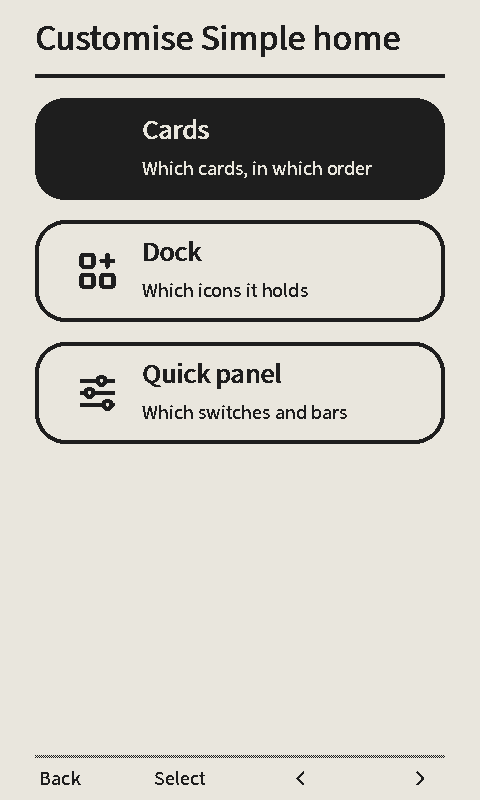 Customise Simple home
Cards
Which cards, in which order
Dock
Which icons it holds
Quick panel
Which switches and bars
Back Select